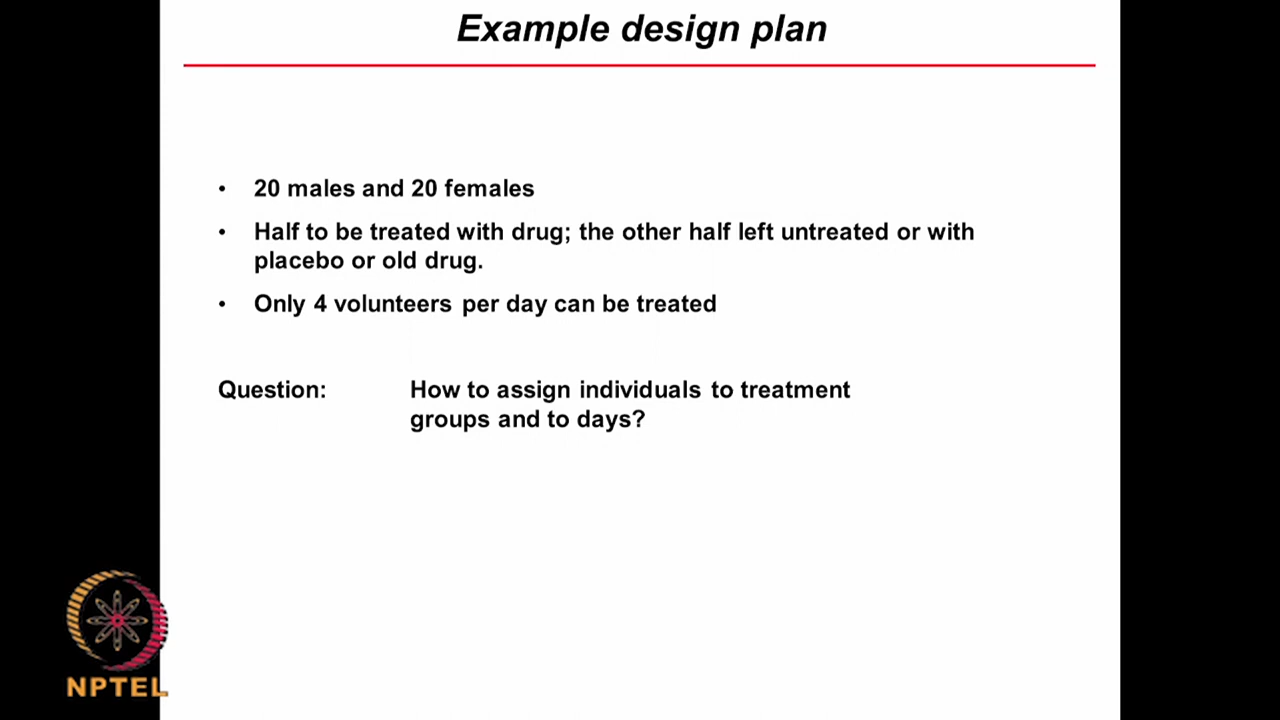 Example design plan
• 20 males and 20 females
• Half to be treated with drug; the other half left untreated or with
placebo or old drug.
• Only 4 volunteers per day can be treated
Question: How to assign individuals to treatment
groups and to days?
NPTEL